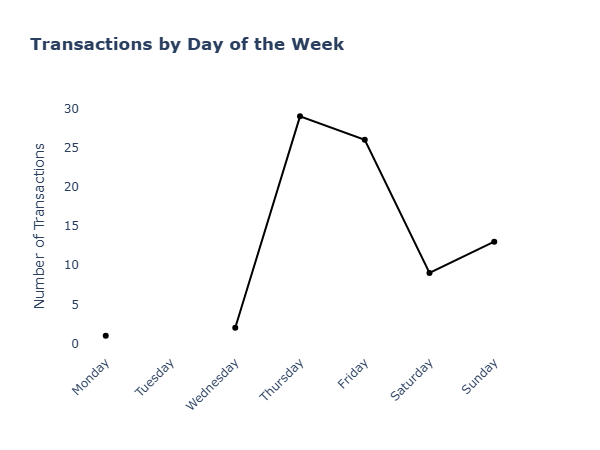 Transactions by Day of the Week
Number of Transactions
30
25
20
15
10
5
0
Monday
Tuesday
Wednesday
Thursday
Friday
Saturday
Sunday